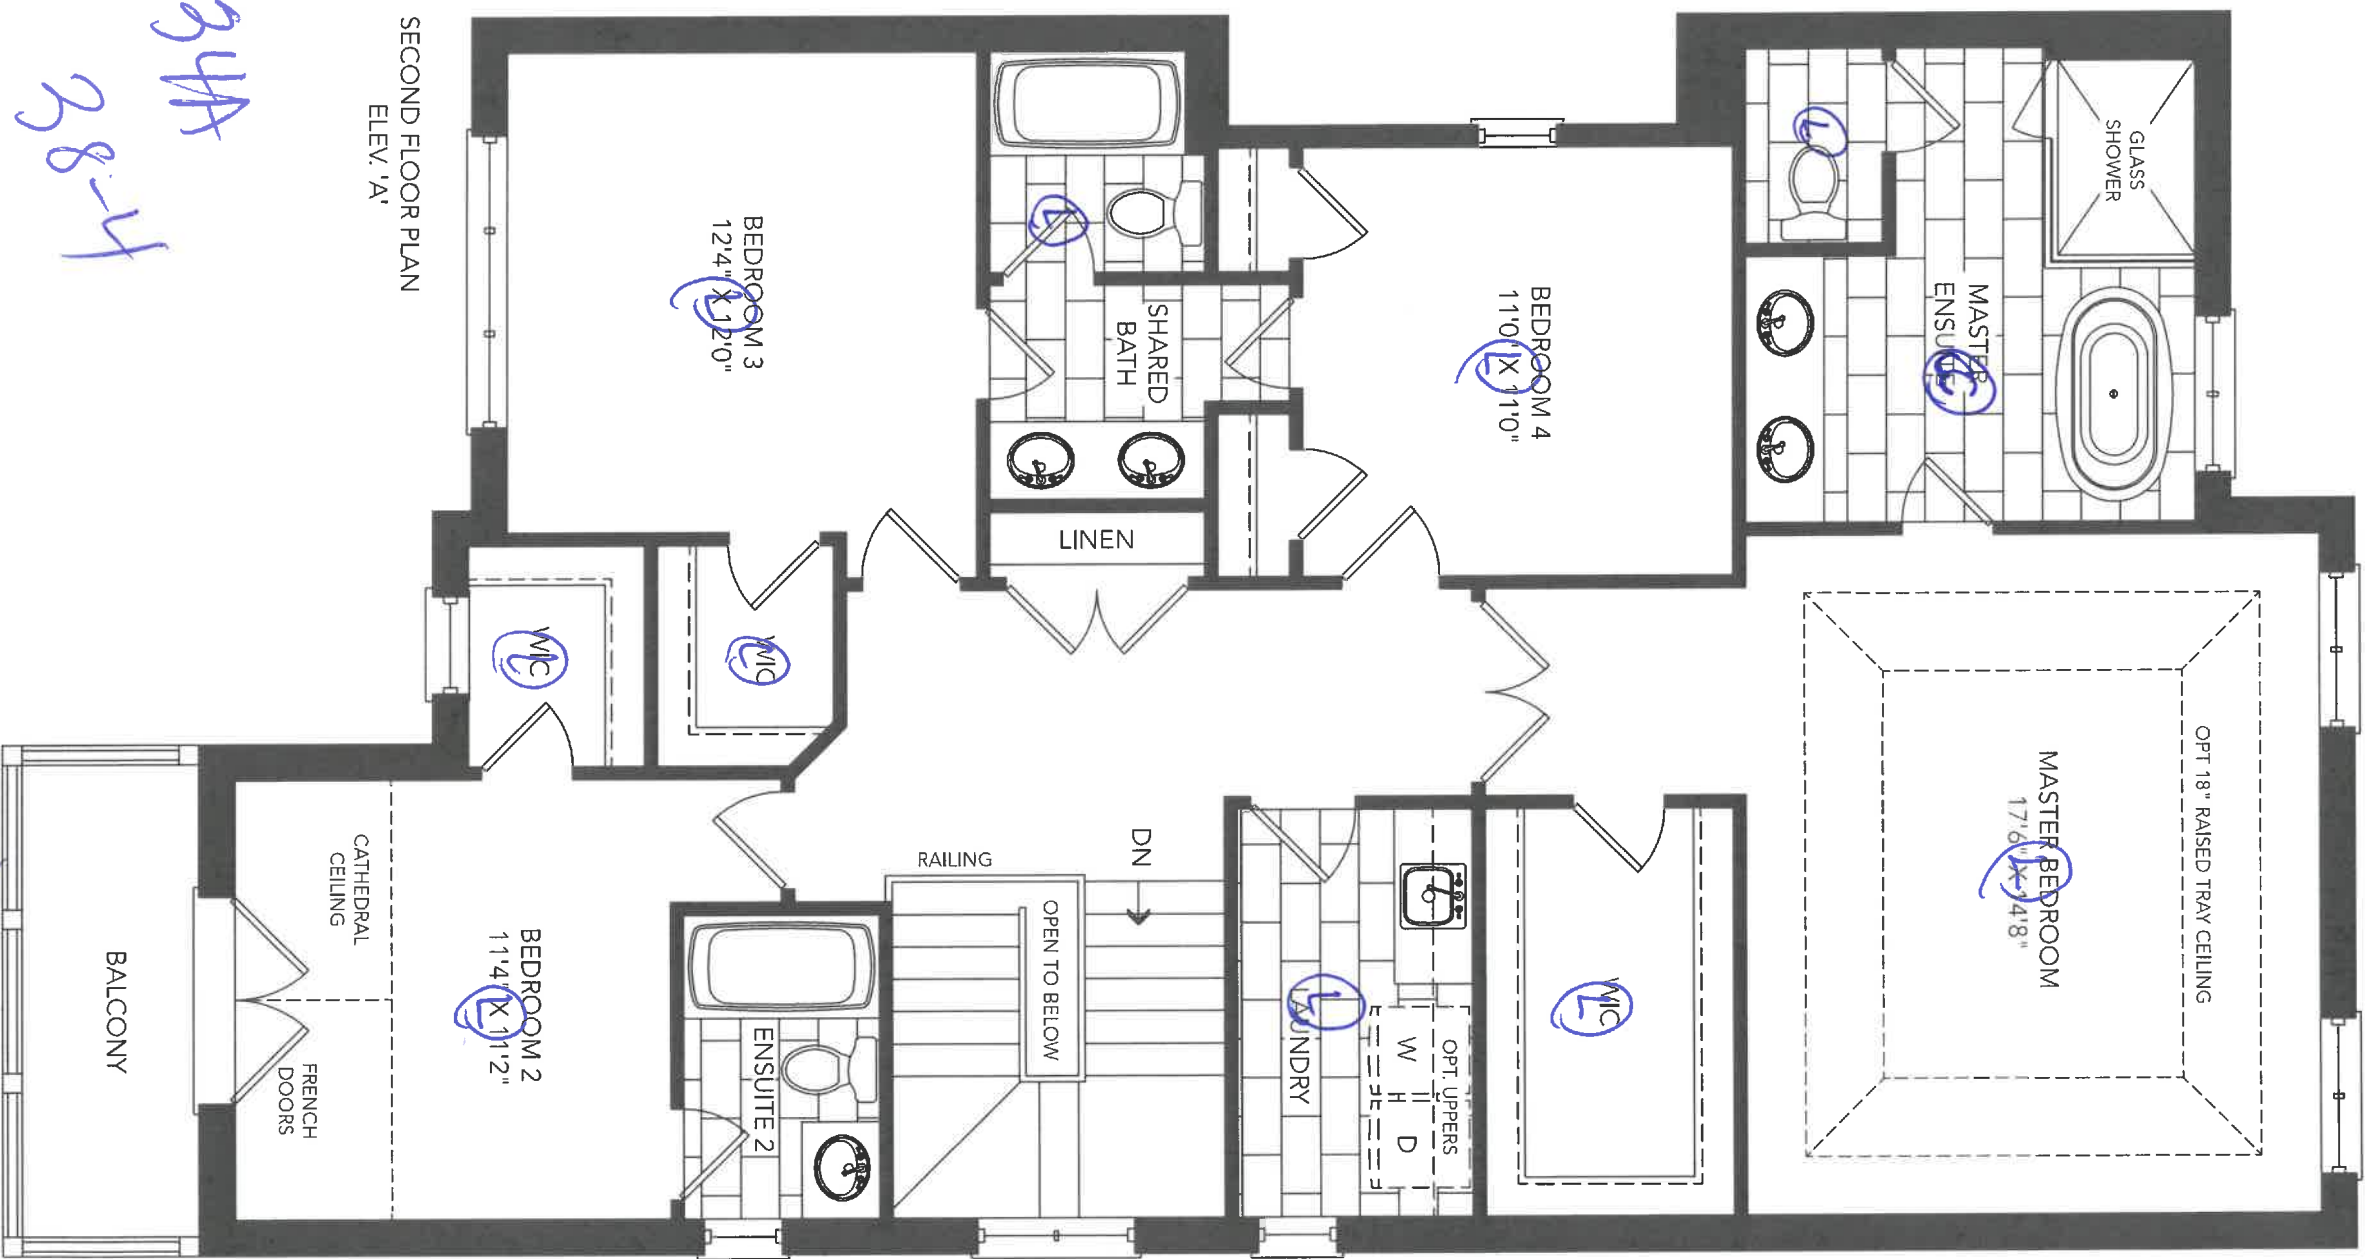 GLASS
SHOWER
MASTER
ENSUITE
L
C
OPT 18" RAISED TRAY CEILING
MASTER BEDROOM
17'6" X 14'8"
L
BEDROOM 4
11'0" X 11'0"
L
WIC
L
SHARED
BATH
L
LINEN
OPT. UPPERS
W
H
D
LAUNDRY
L
DN
OPEN TO BELOW
RAILING
BEDROOM 3
12'4" X 12'0"
L
WIC
L
WIC
L
ENSUITE 2
BEDROOM 2
11'4" X 11'2"
L
CATHEDRAL
CEILING
FRENCH
DOORS
BALCONY
SECOND FLOOR PLAN
ELEV. 'A'
34A
38-4